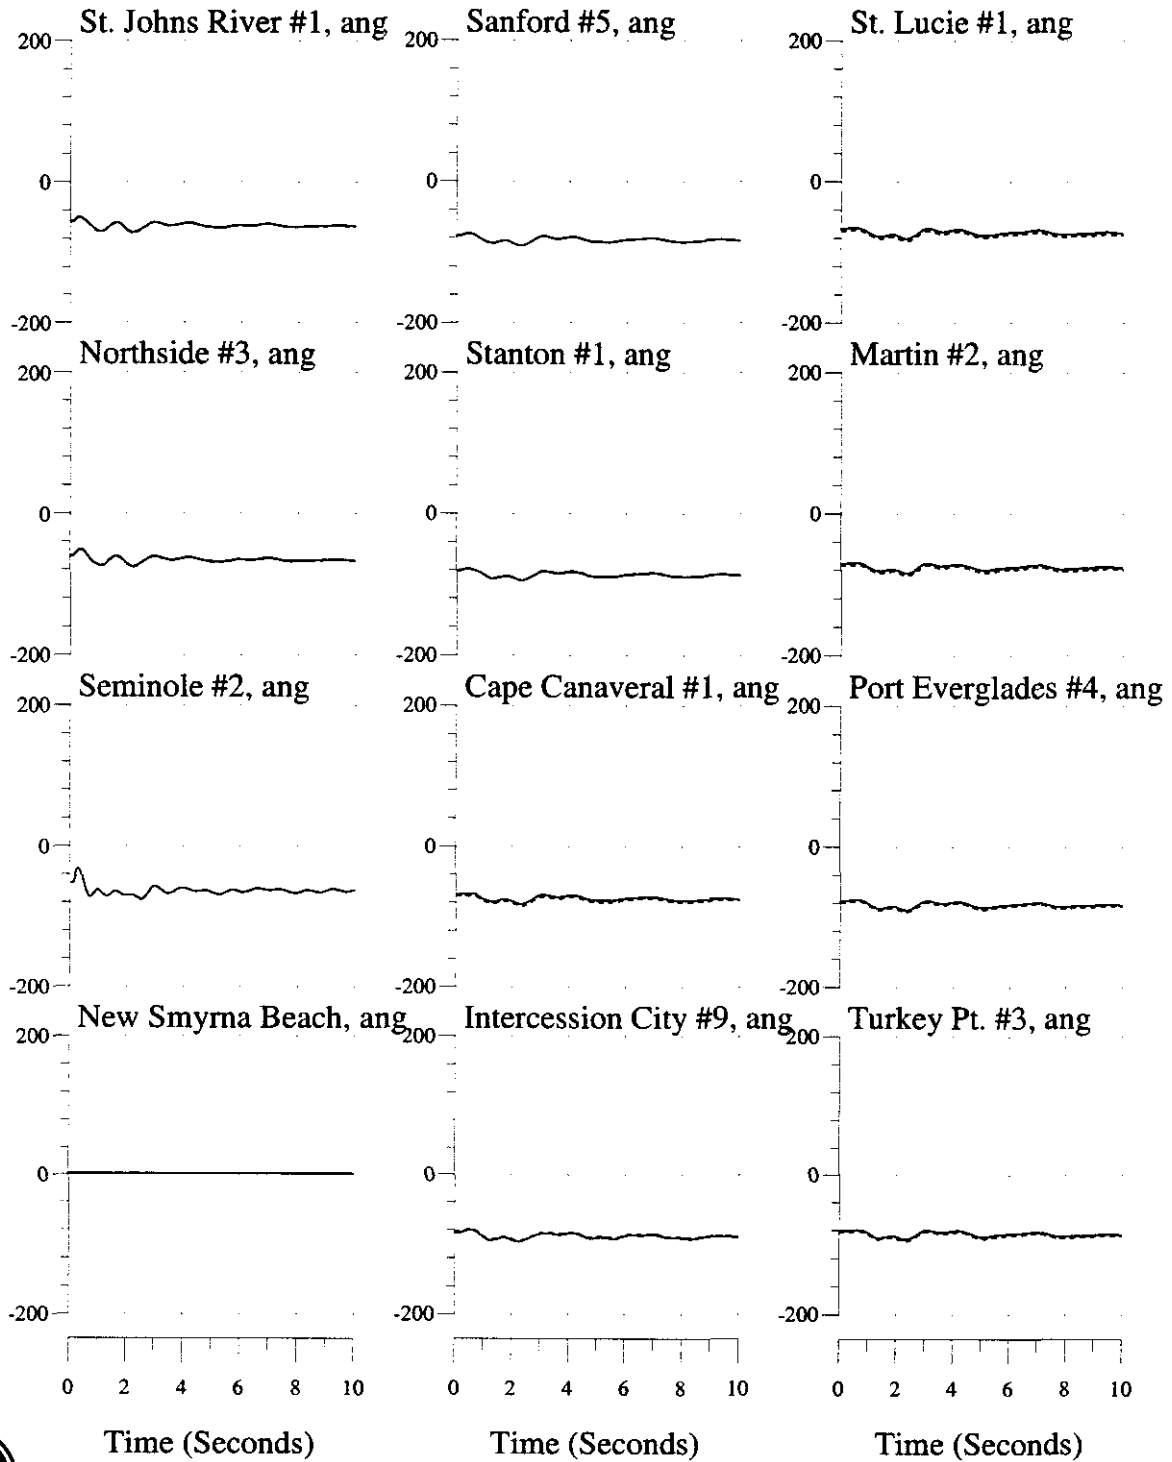 St. Johns River #1, ang Sanford #5, ang St. Lucie #1, ang
200 200 200
0 0 0
-200 -200 -200
Northside #3, ang Stanton #1, ang Martin #2, ang
200 200 200
0 0 0
-200 -200 -200
Seminole #2, ang Cape Canaveral #1, ang Port Everglades #4, ang
200 200 200
0 0 0
-200 -200 -200
New Smyrna Beach, ang Intercession City #9, ang Turkey Pt. #3, ang
200 200 200
0 0 0
-200 -200 -200
0 2 4 6 8 10 0 2 4 6 8 10 0 2 4 6 8 10
Time (Seconds) Time (Seconds) Time (Seconds)